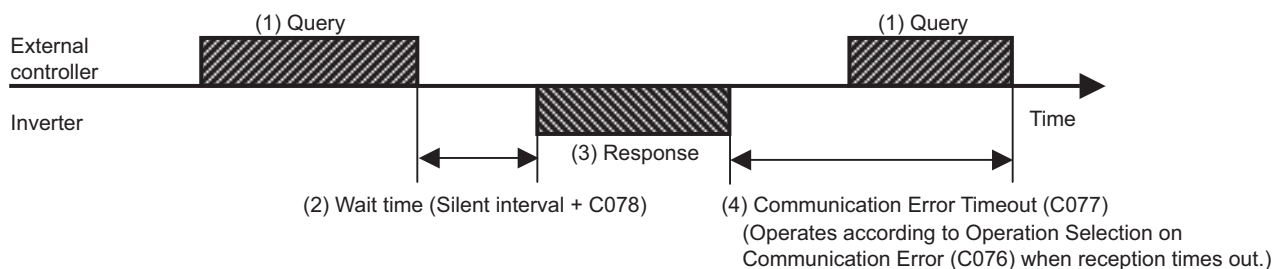 (1) Query
(1) Query
External
controller
Inverter
Time
(3) Response
(2) Wait time (Silent interval + C078)
(4) Communication Error Timeout (C077)
(Operates according to Operation Selection on
Communication Error (C076) when reception times out.)